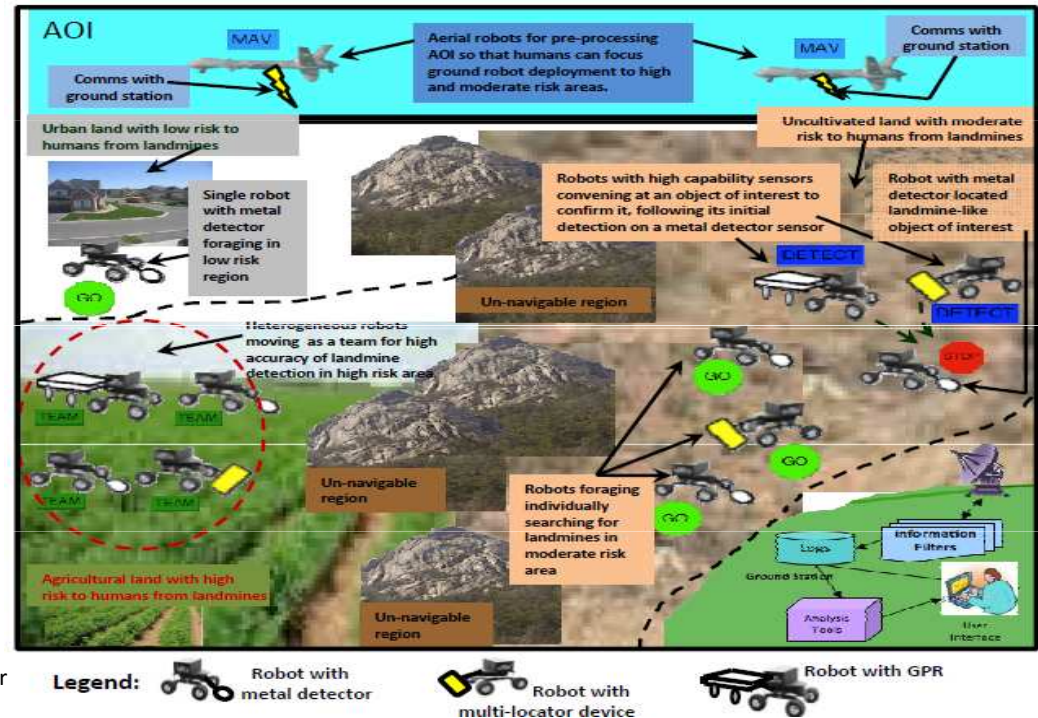 AOI
MAV
Aerial robots for pre-processing
AOI so that humans can focus
ground robot deployment to high
and moderate risk areas.
MAV
Comms with
ground station
Comms with
ground station
Urban land with low risk to
humans from landmines
Uncultivated land with moderate
risk to humans from landmines
Single robot
with metal
detector
foraging in
low risk
region
Robots with high capability sensors
convening at an object of interest to
confirm it, following its initial
detection on a metal detector sensor
Robot with metal
detector located
landmine-like
object of interest
DETECT
GO
Un-navigable region
DETECT
Heterogeneous robots
moving as a team for high
accuracy of landmine
detection in high risk area
STOP
GO
TEAM
TEAM
GO
TEAM
TEAM
Un-navigable
region
Robots foraging
individually
searching for
landmines in
moderate risk
area
GO
Information
Filters
Logs
Ground Station
Agricultural land with high
risk to humans from landmines
Un-navigable
region
Analysis
Tools
User
Interface
r
Legend:
Robot with
metal detector
Robot with
multi-locator device
Robot with GPR